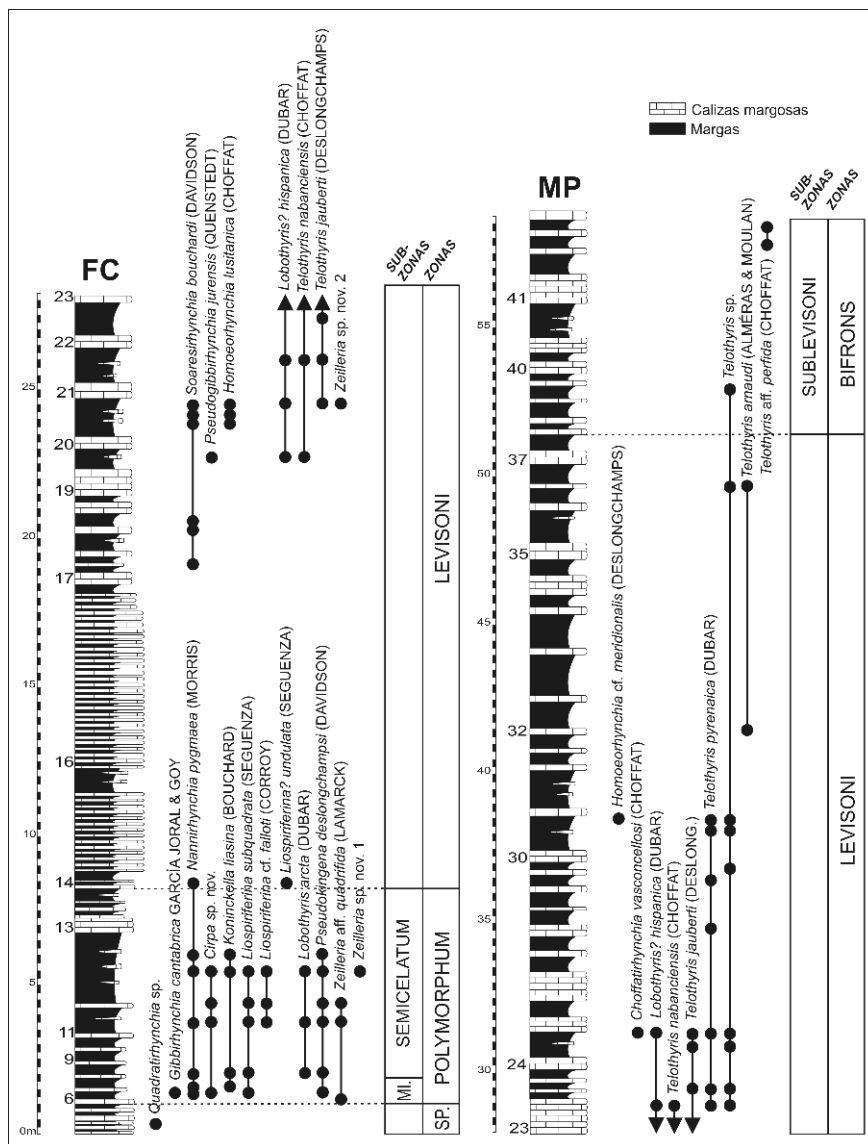 Calizas margosas
Margas
FC
23
22
21
20
19
17
16
14
13
11
9
6
25
20
15
10
5
0m
Soaresirhynchia bouchardi (DAVIDSON)
Pseudogibbirhynchia jurensis (QUENSTEDT)
Homoeorhynchia lusitanica (CHOFFAT)
Lobothyris? hispanica (DUBAR)
Telothyris nabanciensis (CHOFFAT)
Telothyris jauberti (DESLONGCHAMPS)
Zeilleria sp. nov. 2
Quadratirhynchia sp.
Gibbirhynchia cantabrica GARCÍA JORAL & GOY
Nannirhynchia pygmaea (MORRIS)
Cirpa sp. nov.
Koninckella liasina (BOUCHARD)
Liospiriferina subquadrata (SEGUENZA)
Liospiriferina cf. falloti (CORROY)
Liospiriferina? undulata (SEGUENZA)
Lobothyris arcta (DUBAR)
Pseudokingena deslongchampsi (DAVIDSON)
Zeilleria aff. quadrifida (LAMARCK)
Zeilleria sp. nov. 1
SUB-
ZONAS
ZONAS
LEVISONI
SEMICELATUM
MI.
POLYMORPHUM
SP.
MP
41
40
37
35
32
30
24
23
55
50
45
40
35
30
Homoeorhynchia cf. meridionalis (DESLONGCHAMPS)
Choffatirhynchia vasconcellosi (CHOFFAT)
Lobothyris? hispanica (DUBAR)
Telothyris nabanciensis (CHOFFAT)
Telothyris jauberti (DESLONG.)
Telothyris pyrenaica (DUBAR)
Telothyris sp.
Telothyris arnaudi (ALMÉRAS & MOULAN)
Telothyris aff. perfida (CHOFFAT)
SUB-
ZONAS
ZONAS
SUBLEVISONI
BIFRONS
LEVISONI